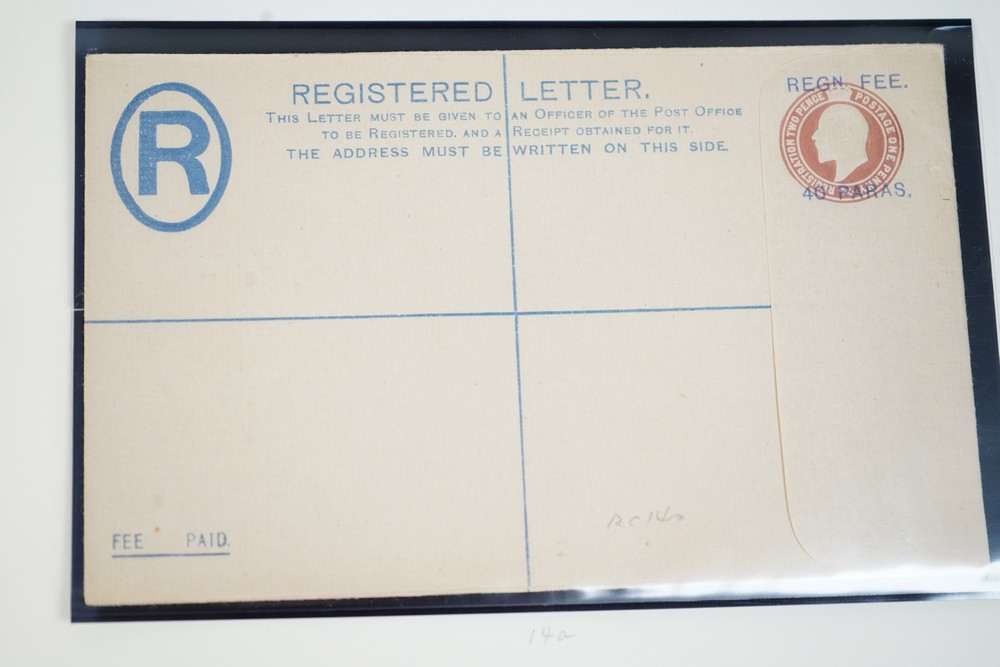 R
REGISTERED LETTER.
THIS LETTER MUST BE GIVEN TO AN OFFICER OF THE POST OFFICE
TO BE REGISTERED, AND A RECEIPT OBTAINED FOR IT.
THE ADDRESS MUST BE WRITTEN ON THIS SIDE.
REGN. FEE.
REGISTRATION TWO PENCE POSTAGE ONE PENNY
40 PARAS.
FEE PAID.
14a